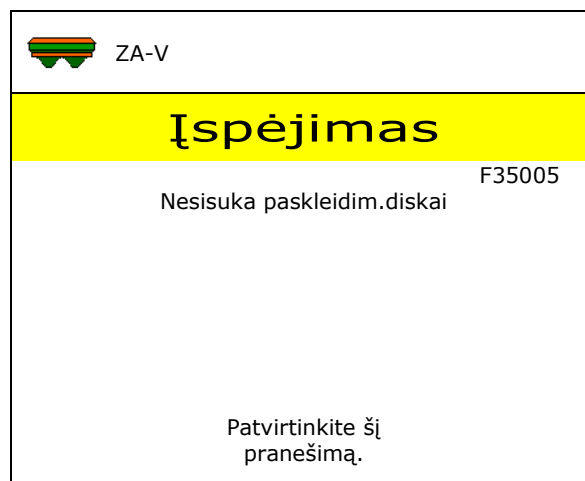 ZA-V
Įspėjimas
F35005
Nesisuka paskleidim.diskai
Patvirtinkite šį
pranešimą.